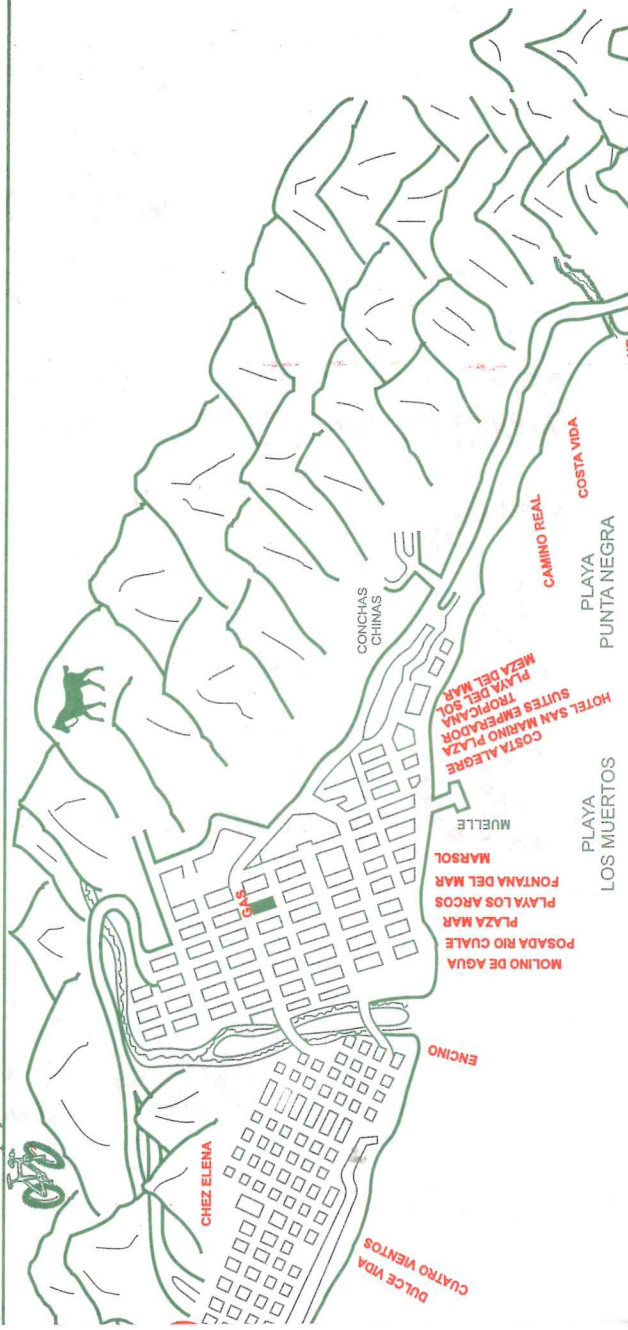 GAS
CONCHAS
CHINAS
COSTA VIDA
CAMINO REAL
PLAYA
PUNTA NEGRA
MEZA DEL MAR
PLAYA DEL SOL
TROPICANA
SUITES EMPERADOR
HOTEL SAN MARINO PLAZA
COSTA ALEGRE
MUELLE
PLAYA
LOS MUERTOS
MARSOL
FONTANA DEL MAR
PLAYA LOS ARCOS
PLAZA MAR
POSADA RIO CUALE
MOLINO DE AGUA
ENCINO
CHEZ ELENA
CUATRO VIENTOS
DULCE VIDA